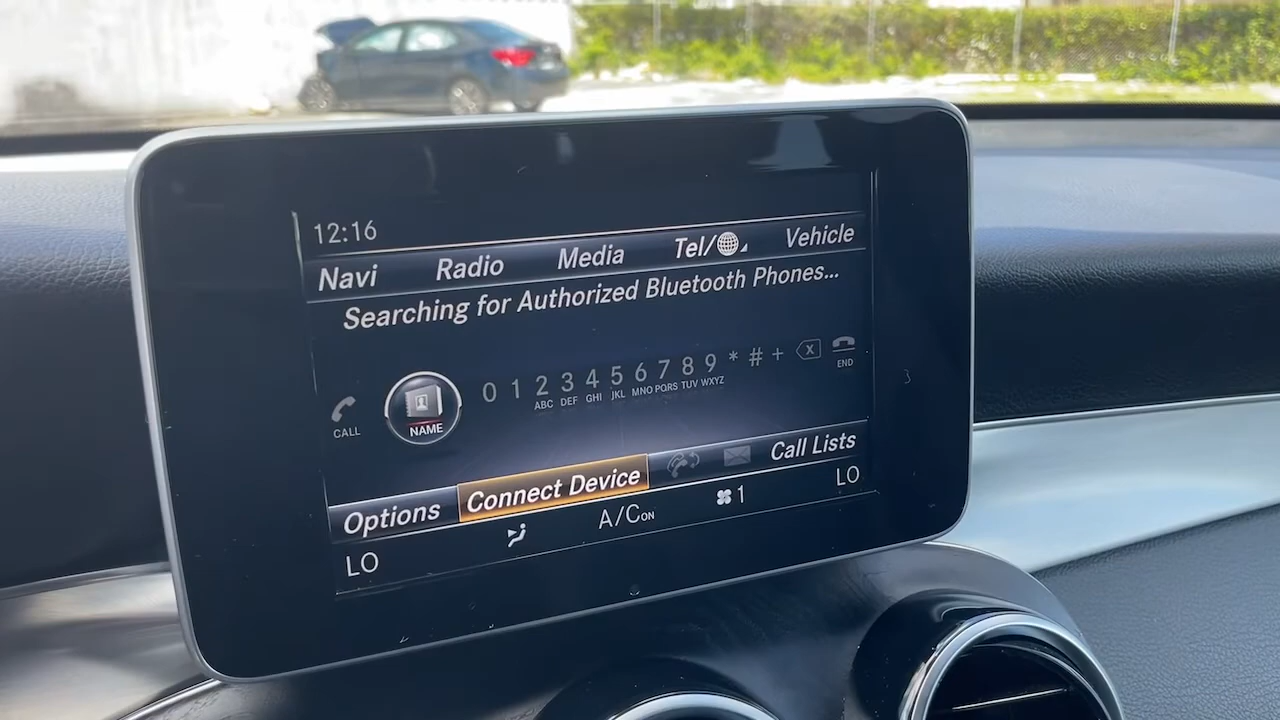 12:16
Navi Radio Media Tel/ Vehicle
Searching for Authorized Bluetooth Phones...
CALL NAME 0 1 2 ABC 3 DEF 4 GHI 5 JKL 6 MNO 7 PQRS 8 TUV 9 WXYZ * # + X END
Options Connect Device Call Lists
LO A/C ON 1 LO